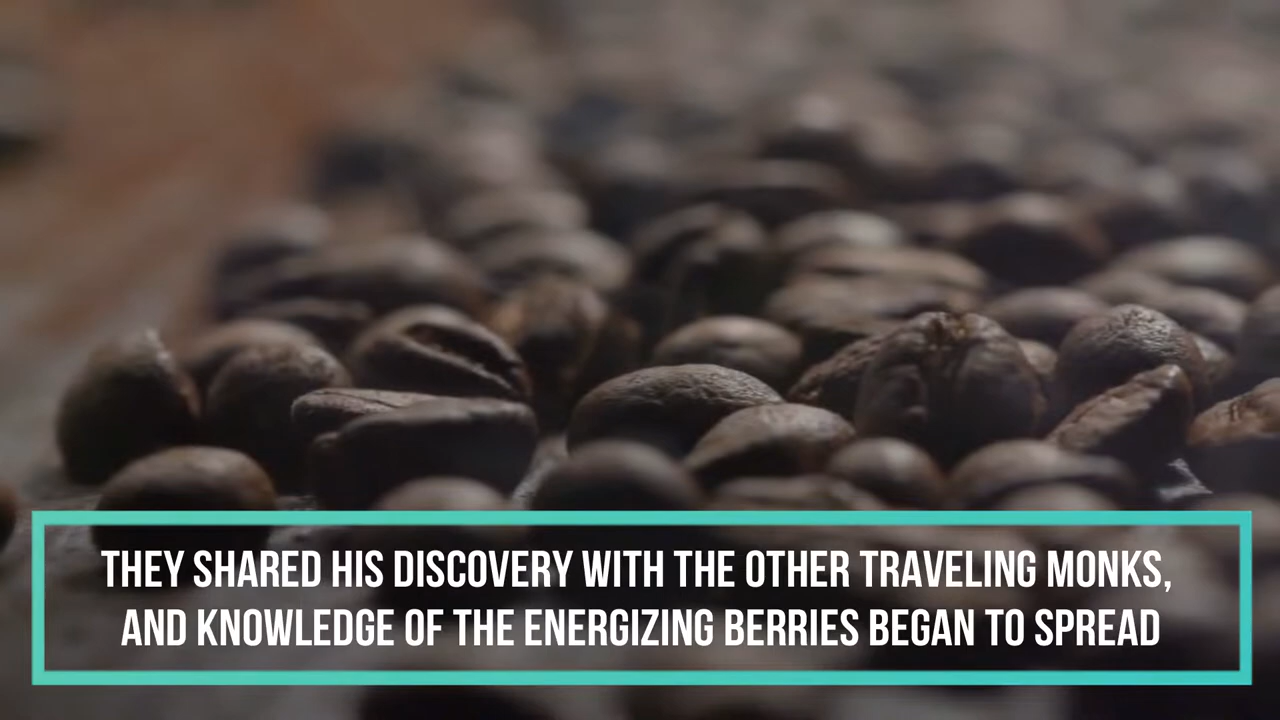 THEY SHARED HIS DISCOVERY WITH THE OTHER TRAVELING MONKS,
AND KNOWLEDGE OF THE ENERGIZING BERRIES BEGAN TO SPREAD